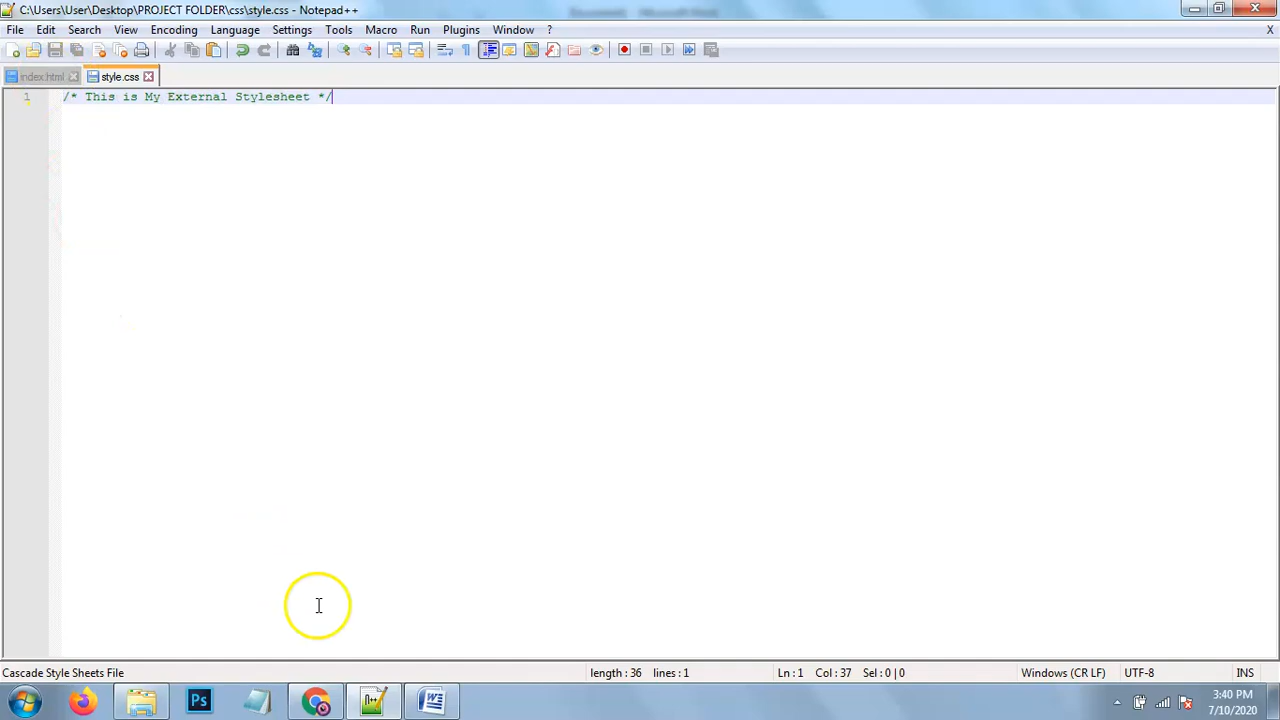 C:\Users\User\Desktop\PROJECT FOLDER\css\style.css - Notepad++
File Edit Search View Encoding Language Settings Tools Macro Run Plugins Window ? X
index.html style.css
1 /* This is My External Stylesheet */
Cascade Style Sheets File length : 36 lines : 1 Ln : 1 Col : 37 Sel : 0 | 0 Windows (CR LF) UTF-8 INS
Ps
3:40 PM
7/10/2020